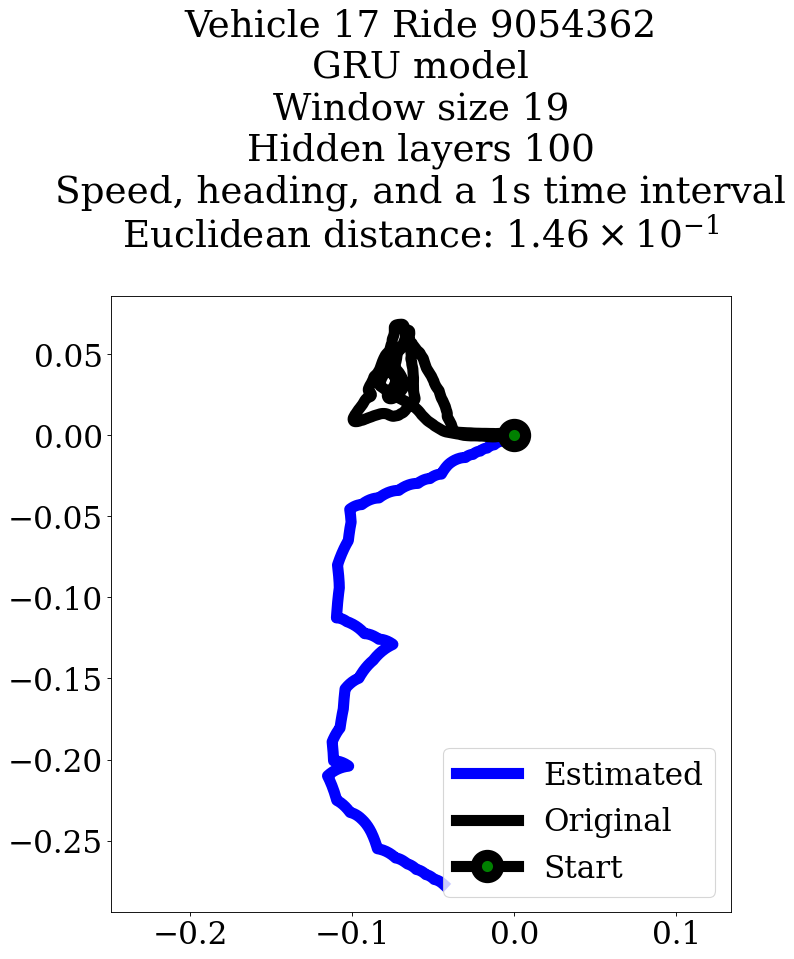 Vehicle 17 Ride 9054362
GRU model
Window size 19
Hidden layers 100
Speed, heading, and a 1s time interval
Euclidean distance: 1.46 × 10⁻¹
0.05
0.00
−0.05
−0.10
−0.15
−0.20
−0.25
Estimated
Original
Start
−0.2
−0.1
0.0
0.1